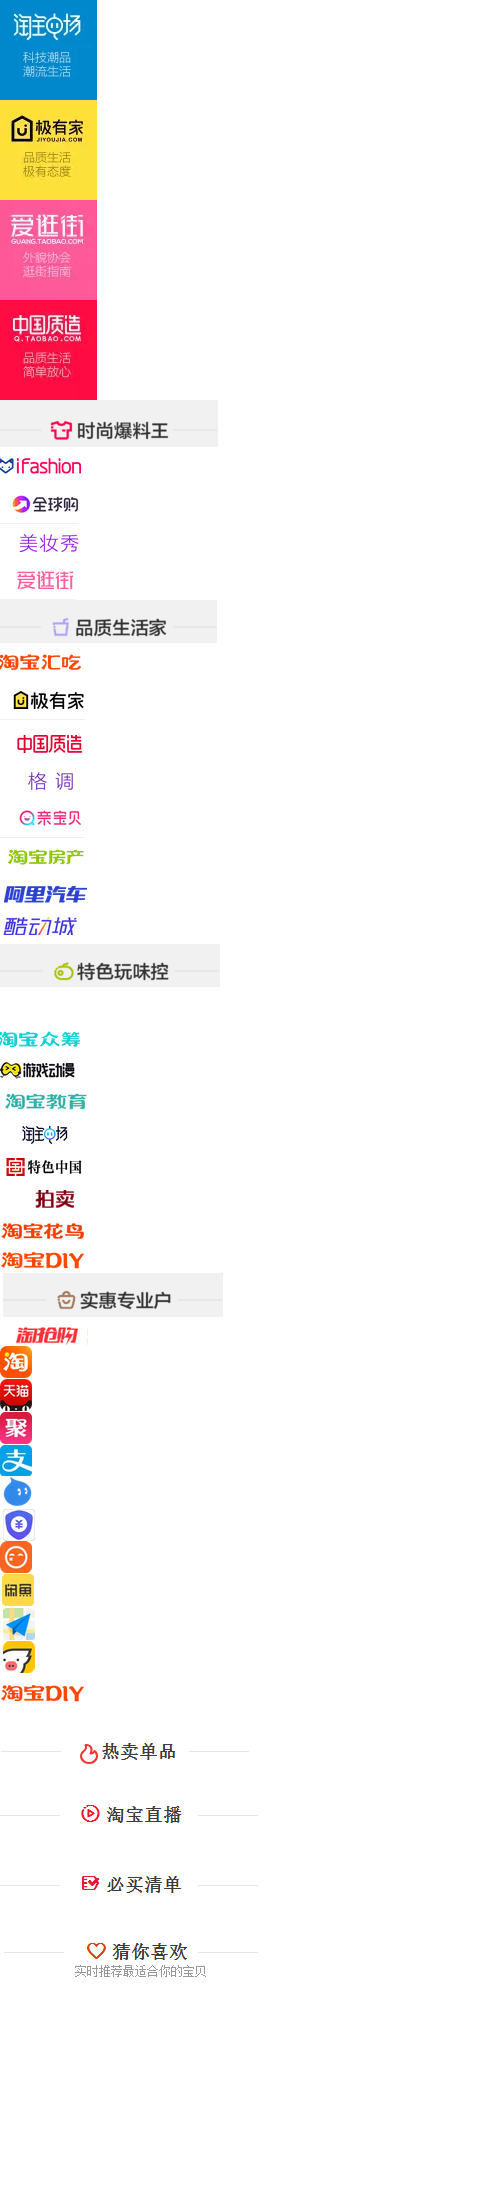 淘宝心场
科技潮品
潮流生活
极有家
JIYOUJIA.COM
品质生活
极有态度
爱逛街
GUANG.TAOBAO.COM
外貌协会
逛街指南
中国质造
Q.TAOBAO.COM
品质生活
简单放心
时尚爆料王
iFashion
全球购
美妆秀
爱逛街
品质生活家
淘宝汇吃
极有家
中国质造
格调
亲宝贝
淘宝房产
阿里汽车
酷动城
特色玩味控
淘宝众筹
游戏动漫
淘宝教育
淘宝心场
特色中国
拍卖
淘宝花鸟
淘宝DIY
实惠专业户
淘抢购
淘
天猫
聚
支
闲鱼
淘宝DIY
热卖单品
淘宝直播
必买清单
猜你喜欢
实时推荐最适合你的宝贝